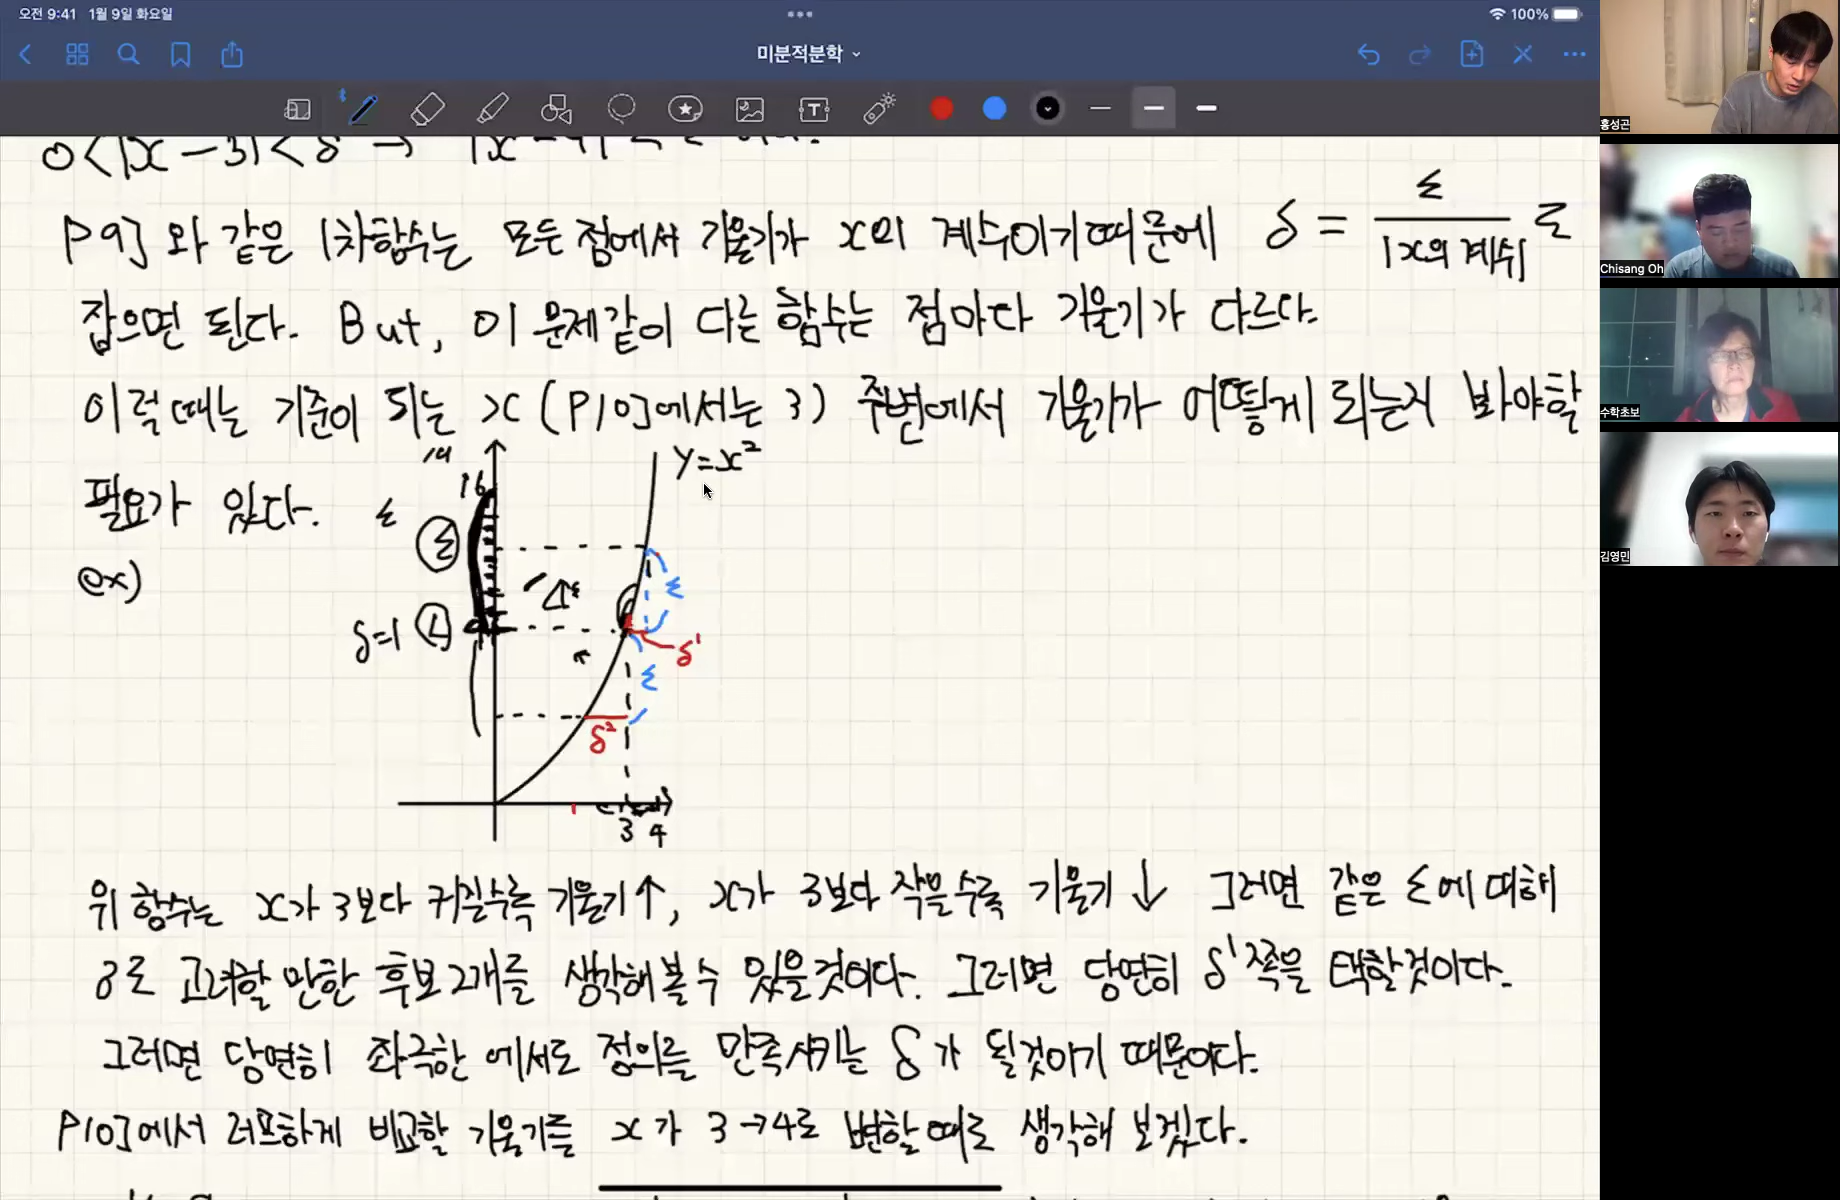 오전 9:41 1월 9일 화요일
100%
미분적분학
0<|x-3|<δ →
P9] 와 같은 1차함수는 모든 점에서 기울기가 x의 계수이기 때문에 δ = ε / |x의 계수| 로
잡으면 된다. But, 이 문제같이 다른 함수는 점마다 기울기가 다르다.
이럴때는 기준이 되는 x (P10]에서는 3) 주변에서 기울기가 어떻게 되는지 봐야할
필요가 있다.
ex)
y=x²
16
ε
δ=1
ε
δ¹
ε
δ²
3 4
위 함수는 x가 3보다 커질수록 기울기↑, x가 3보다 작을수록 기울기↓ 그러면 같은 ε에 대해
δ로 고려할 만한 후보 2개를 생각해 볼 수 있을것이다. 그러면 당연히 δ¹쪽을 택할것이다.
그러면 당연히 좌극한 에서도 정의를 만족시키는 δ가 될것이기 때문이다.
P10]에서 러프하게 비교할 기울기를 x가 3→4로 변할때로 생각해 보겠다.
홍성곤
Chisang Oh
수학초보
김영민